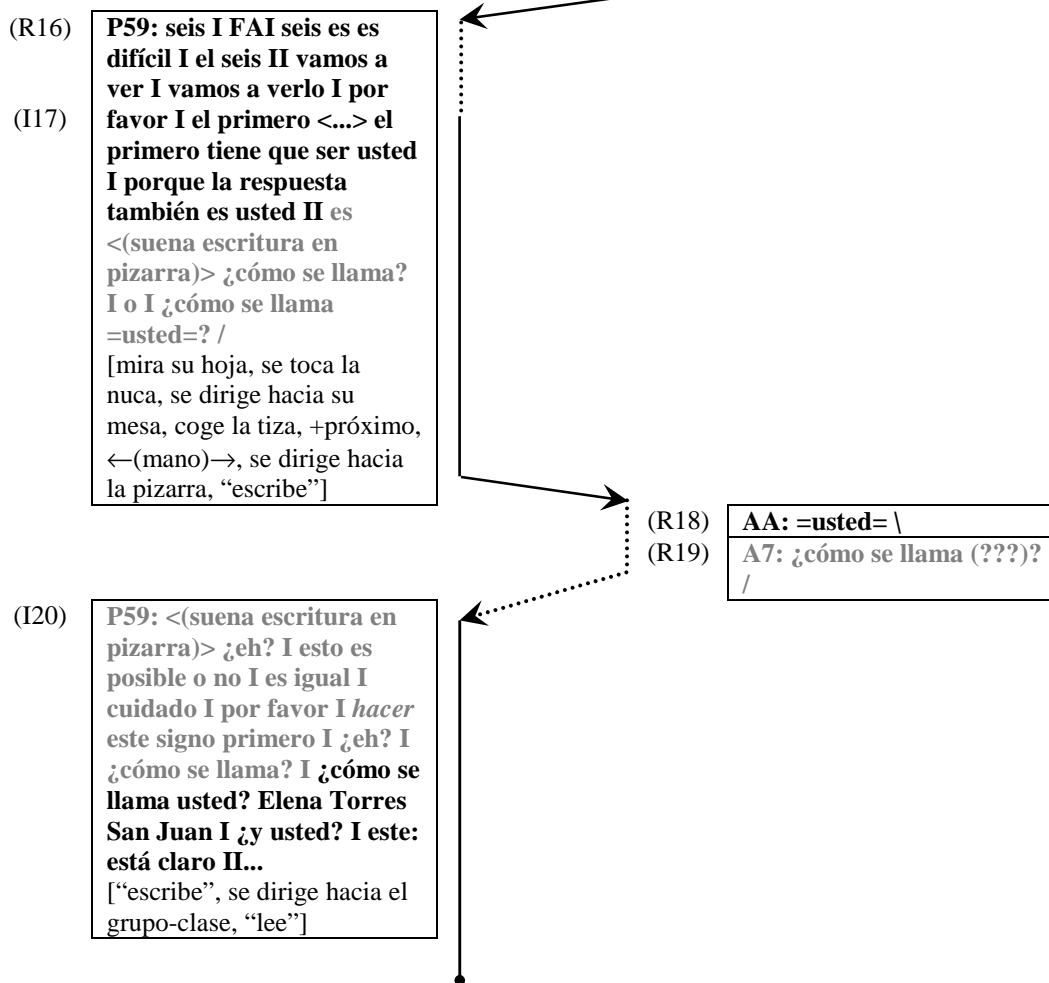 (R16)
P59: seis I FAI seis es es
difícil I el seis II vamos a
ver I vamos a verlo I por
(I17)
favor I el primero <...> el
primero tiene que ser usted
I porque la respuesta
también es usted II es
<(suena escritura en
pizarra)> ¿cómo se llama?
I o I ¿cómo se llama
=usted=? /
[mira su hoja, se toca la
nuca, se dirige hacia su
mesa, coge la tiza, +próximo,
←(mano)→, se dirige hacia
la pizarra, “escribe”]
(R18)
AA: =usted= \
(R19)
A7: ¿cómo se llama (???)?
/
(I20)
P59: <(suena escritura en
pizarra)> ¿eh? I esto es
posible o no I es igual I
cuidado I por favor I hacer
este signo primero I ¿eh? I
¿cómo se llama? I ¿cómo se
llama usted? Elena Torres
San Juan I ¿y usted? I este:
está claro II...
[“escribe”, se dirige hacia el
grupo-clase, “lee”]